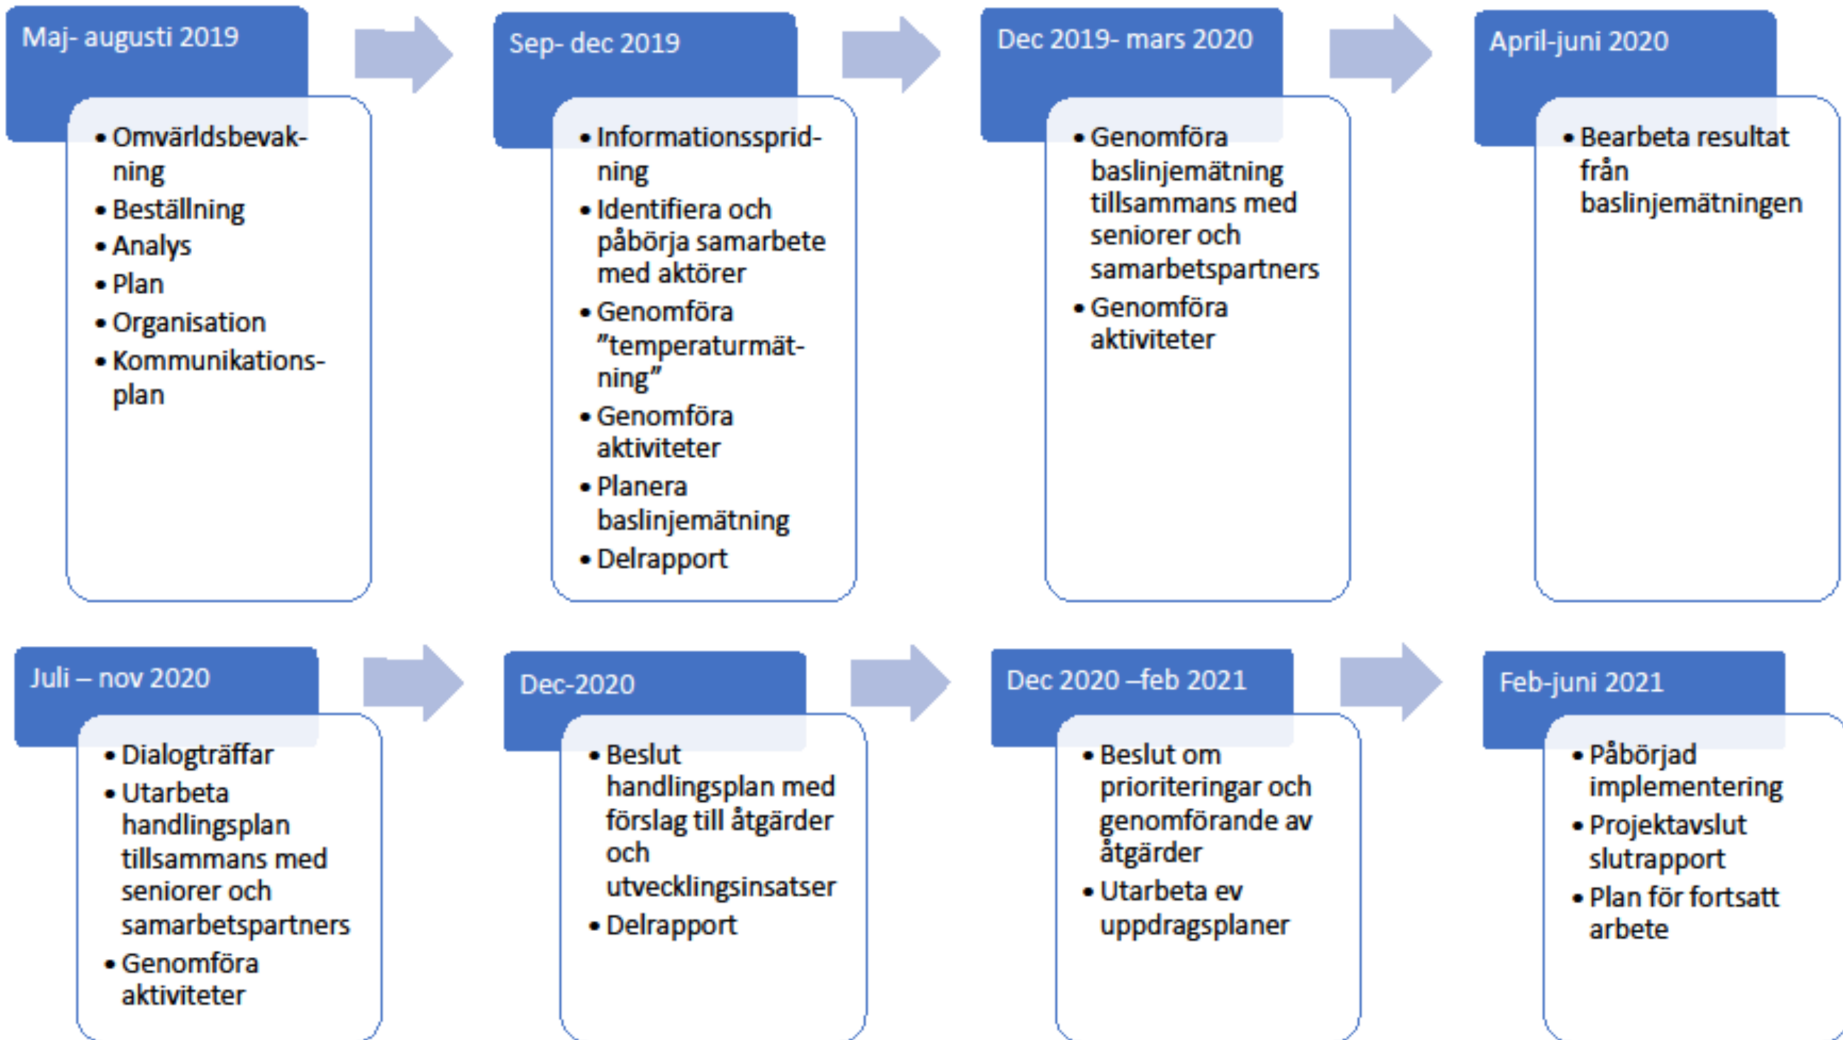 Maj- augusti 2019
• Omvärldsbevak-
ning
• Beställning
• Analys
• Plan
• Organisation
• Kommunikations-
plan
Sep- dec 2019
• Informationssprid-
ning
• Identifiera och
påbörja samarbete
med aktörer
• Genomföra
”temperaturmät-
ning”
• Genomföra
aktiviteter
• Planera
baslinjemätning
• Delrapport
Dec 2019- mars 2020
• Genomföra
baslinjemätning
tillsammans med
seniorer och
samarbetspartners
• Genomföra
aktiviteter
April-juni 2020
• Bearbeta resultat
från
baslinjemätningen
Juli – nov 2020
• Dialogträffar
• Utarbeta
handlingsplan
tillsammans med
seniorer och
samarbetspartners
• Genomföra
aktiviteter
Dec-2020
• Beslut
handlingsplan med
förslag till åtgärder
och
utvecklingsinsatser
• Delrapport
Dec 2020 –feb 2021
• Beslut om
prioriteringar och
genomförande av
åtgärder
• Utarbeta ev
uppdragsplaner
Feb-juni 2021
• Påbörjad
implementering
• Projektavslut
slutrapport
• Plan för fortsatt
arbete